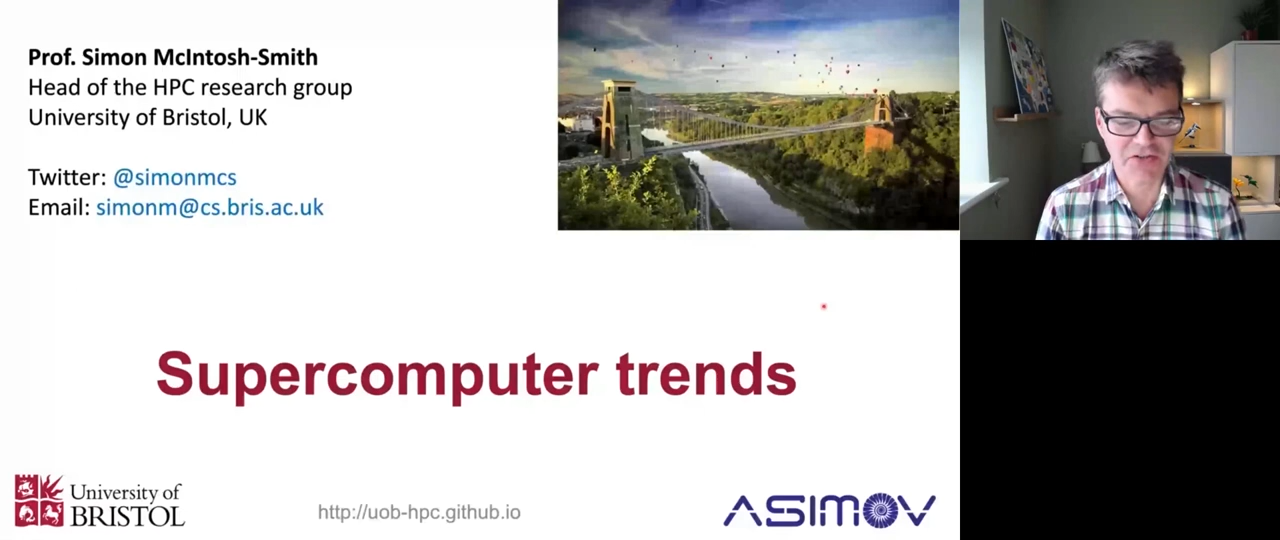 Prof. Simon McIntosh-Smith
Head of the HPC research group
University of Bristol, UK
Twitter: @simonmcs
Email: simonm@cs.bris.ac.uk
Supercomputer trends
University of
BRISTOL
http://uob-hpc.github.io
ASIMOV